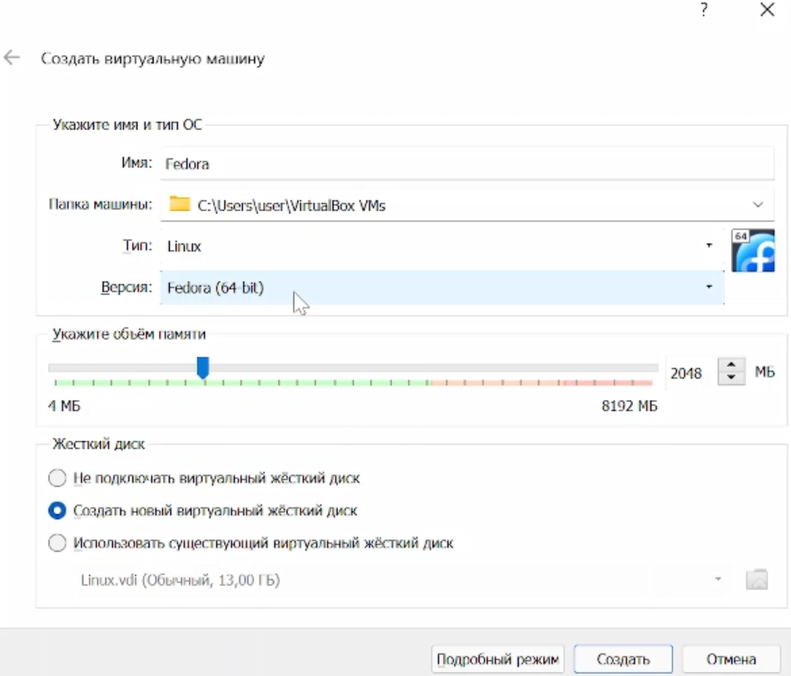 ?
Создать виртуальную машину
Укажите имя и тип ОС
Имя: Fedora
Папка машины: C:\Users\user\VirtualBox VMs
Тип: Linux
64
Версия: Fedora (64-bit)
Укажите объём памяти
2048 МБ
4 МБ 8192 МБ
Жесткий диск
Не подключать виртуальный жёсткий диск
Создать новый виртуальный жёсткий диск
Использовать существующий виртуальный жёсткий диск
Linux.vdi (Обычный, 13,00 ГБ)
Подробный режим Создать Отмена